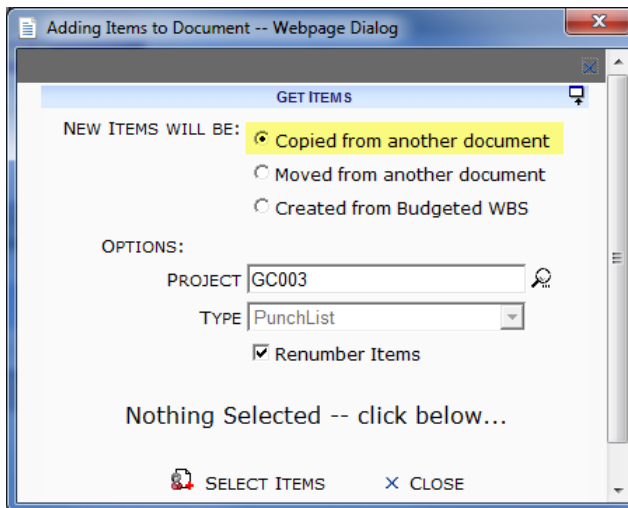 Adding Items to Document -- Webpage Dialog
GET ITEMS
NEW ITEMS WILL BE: Copied from another document
Moved from another document
Created from Budgeted WBS
OPTIONS:
PROJECT GC003
TYPE PunchList
Renumber Items
Nothing Selected -- click below...
SELECT ITEMS X CLOSE